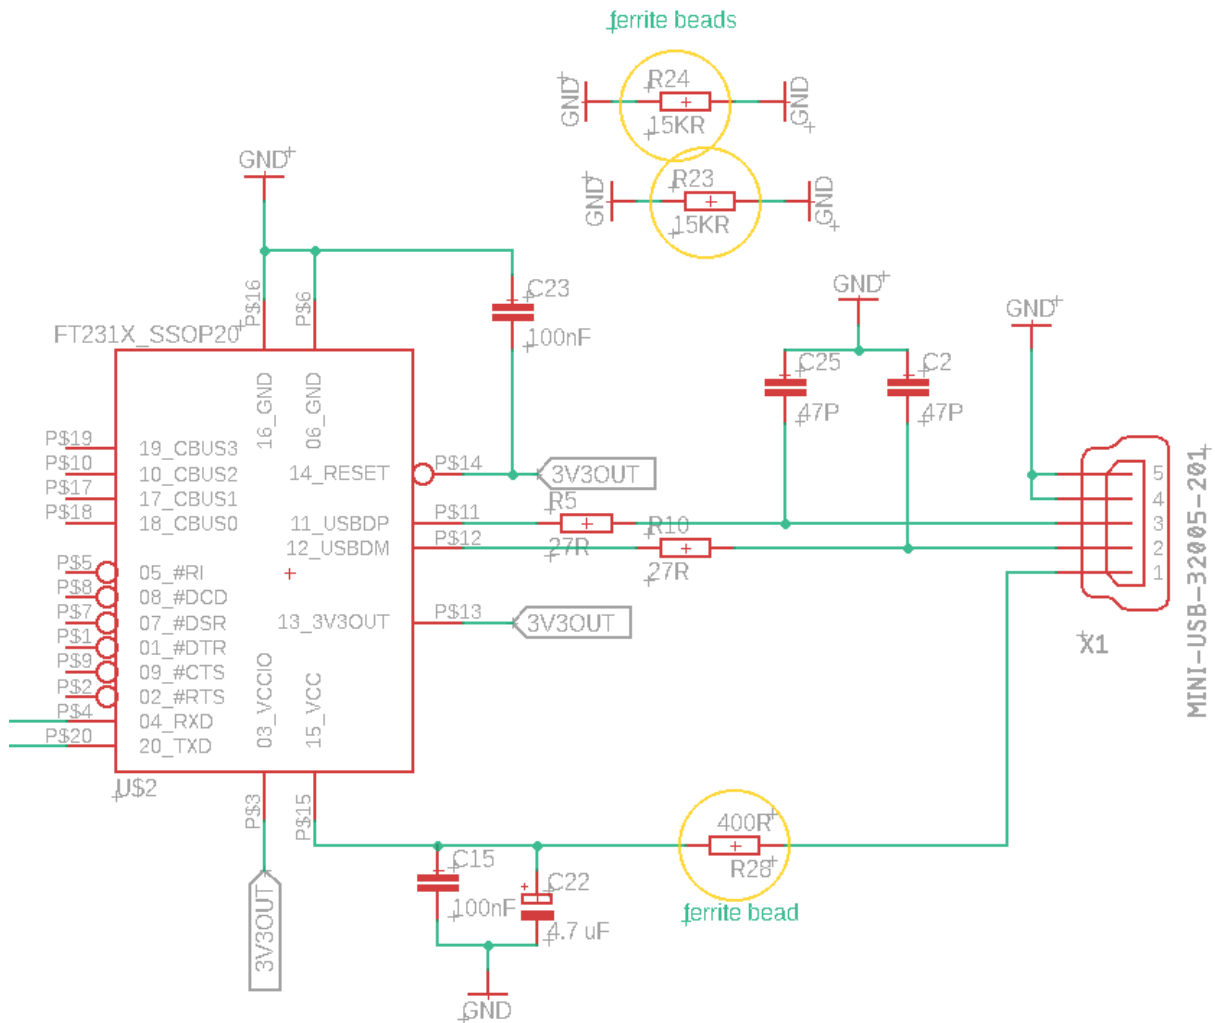 ferrite beads
R24
GND
GND
15KR
GND
R23
GND
GND
15KR
GND
C23
GND
P$16
P$6
FT231X_SSOP20
100nF
C25
C2
16_GND
06_GND
47P
47P
P$19
19_CBUS3
P$10
10_CBUS2
14_RESET
P$14
3V3OUT
5
P$17
17_CBUS1
R5
4
P$18
18_CBUS0
11_USBDP
P$11
R10
3
12_USBDM
P$12
27R
2
P$5
05_#RI
27R
1
P$8
08_#DCD
P$7
07_#DSR
13_3V3OUT
P$13
3V3OUT
P$1
01_#DTR
X1
MINI-USB-32005-201
P$9
09_#CTS
P$2
02_#RTS
03_VCCIO
15_VCC
P$4
04_RXD
P$20
20_TXD
U$2
P$3
P$15
400R
R28
C15
C22
100nF
4.7 uF
ferrite bead
3V3OUT
GND